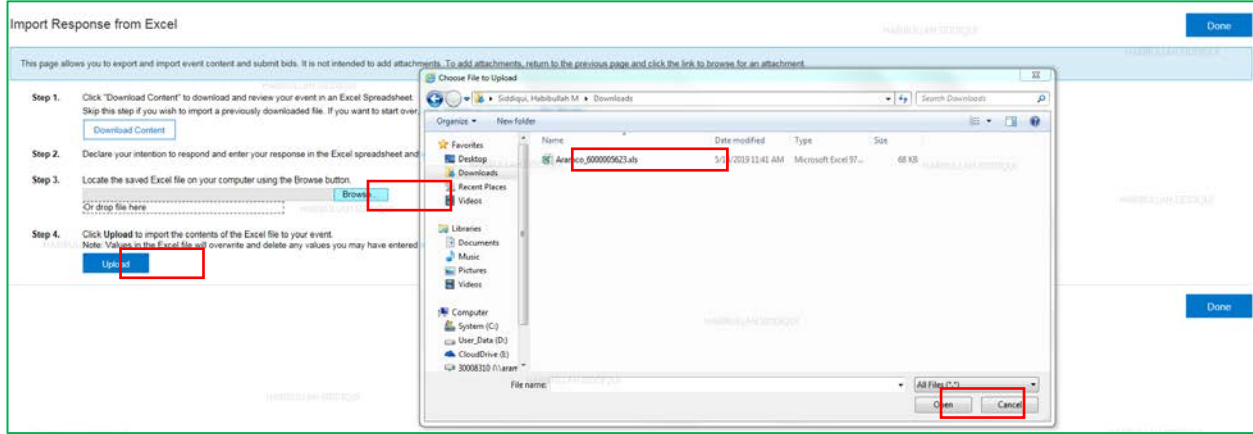 Import Response from Excel
Done
This page allows you to export and import event content and submit bids. It is not intended to add attachments. To add attachments, return to the previous page and click the link to browse for an attachment.
Step 1. Click "Download Content" to download and review your event in an Excel Spreadsheet.
Skip this step if you wish to import a previously downloaded file. If you want to start over,
Download Content
Step 2. Declare your intention to respond and enter your response in the Excel spreadsheet and
Step 3. Locate the saved Excel file on your computer using the Browse button.
Browse...
Or drop file here
Step 4. Click Upload to import the contents of the Excel file to your event.
Note: Values in the Excel file will overwrite and delete any values you may have entered
Upload
Done
Choose File to Upload
Siddiqui, Habibullah M Downloads
Search Downloads
Organize New folder
Name Date modified Type Size
Aramco_6000005623.xls 2019 11:41 AM Microsoft Excel 97... 68 KB
Favorites
Desktop
Downloads
Recent Places
Videos
Libraries
Documents
Music
Pictures
Videos
Computer
System (C:)
User_Data (D:)
CloudDrive (E:)
30008310
File name:
All Files (*.*)
Open Cancel